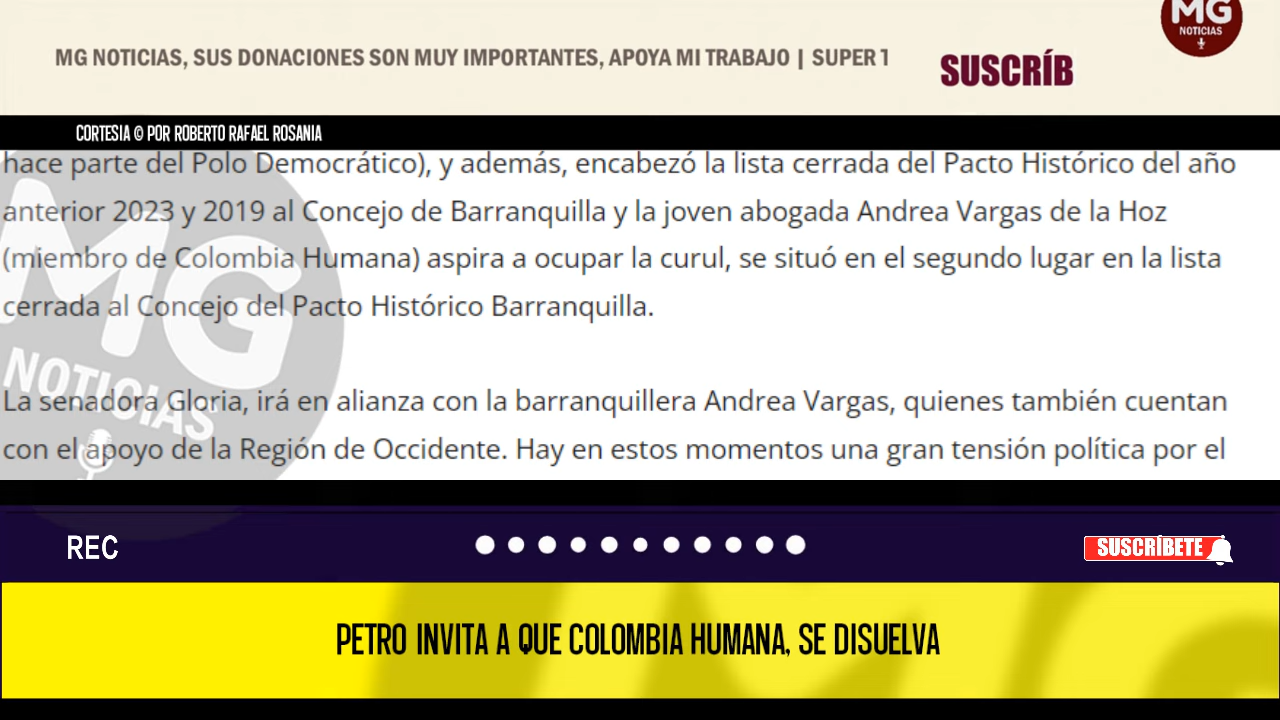 MG
NOTICIAS
MG NOTICIAS, SUS DONACIONES SON MUY IMPORTANTES, APOYA MI TRABAJO | SUPER
SUSCRÍB
CORTESIA © POR ROBERTO RAFAEL ROSANIA
hace parte del Polo Democrático), y además, encabezó la lista cerrada del Pacto Histórico del año
anterior 2023 y 2019 al Concejo de Barranquilla y la joven abogada Andrea Vargas de la Hoz
(miembro de Colombia Humana) aspira a ocupar la curul, se situó en el segundo lugar en la lista
cerrada al Concejo del Pacto Histórico Barranquilla.
La senadora Gloria, irá en alianza con la barranquillera Andrea Vargas, quienes también cuentan
con el apoyo de la Región de Occidente. Hay en estos momentos una gran tensión política por el
MG
NOTICIAS
REC
SUSCRÍBETE
PETRO INVITA A QUE COLOMBIA HUMANA, SE DISUELVA